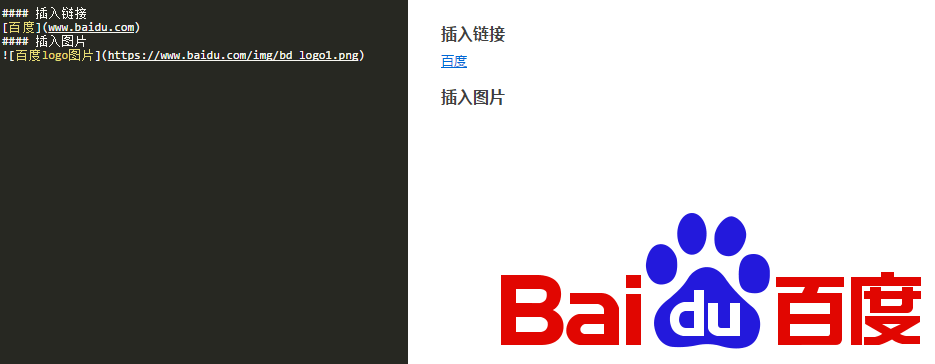 #### 插入链接
[百度](www.baidu.com)
#### 插入图片
![百度logo图片](https://www.baidu.com/img/bd_logo1.png)
插入链接
百度
插入图片
Bai du 百度